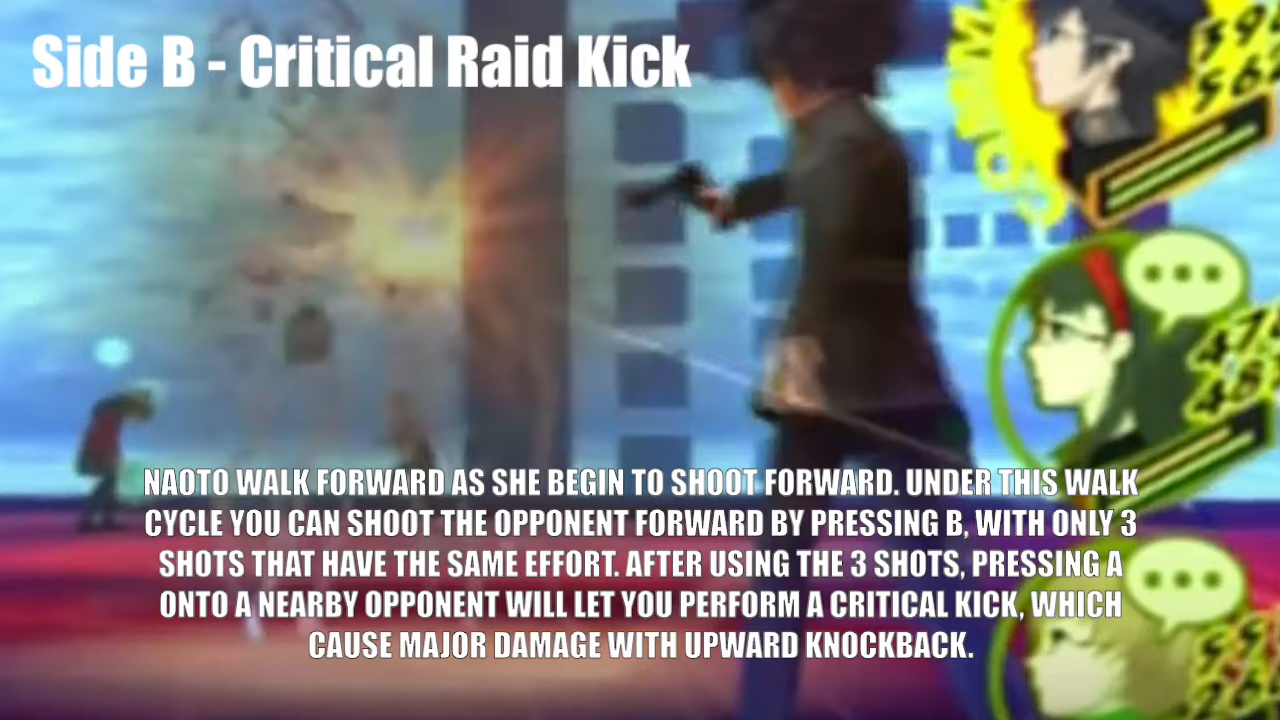 Side B - Critical Raid Kick
NAOTO WALK FORWARD AS SHE BEGIN TO SHOOT FORWARD. UNDER THIS WALK
CYCLE YOU CAN SHOOT THE OPPONENT FORWARD BY PRESSING B, WITH ONLY 3
SHOTS THAT HAVE THE SAME EFFORT. AFTER USING THE 3 SHOTS, PRESSING A
ONTO A NEARBY OPPONENT WILL LET YOU PERFORM A CRITICAL KICK, WHICH
CAUSE MAJOR DAMAGE WITH UPWARD KNOCKBACK.